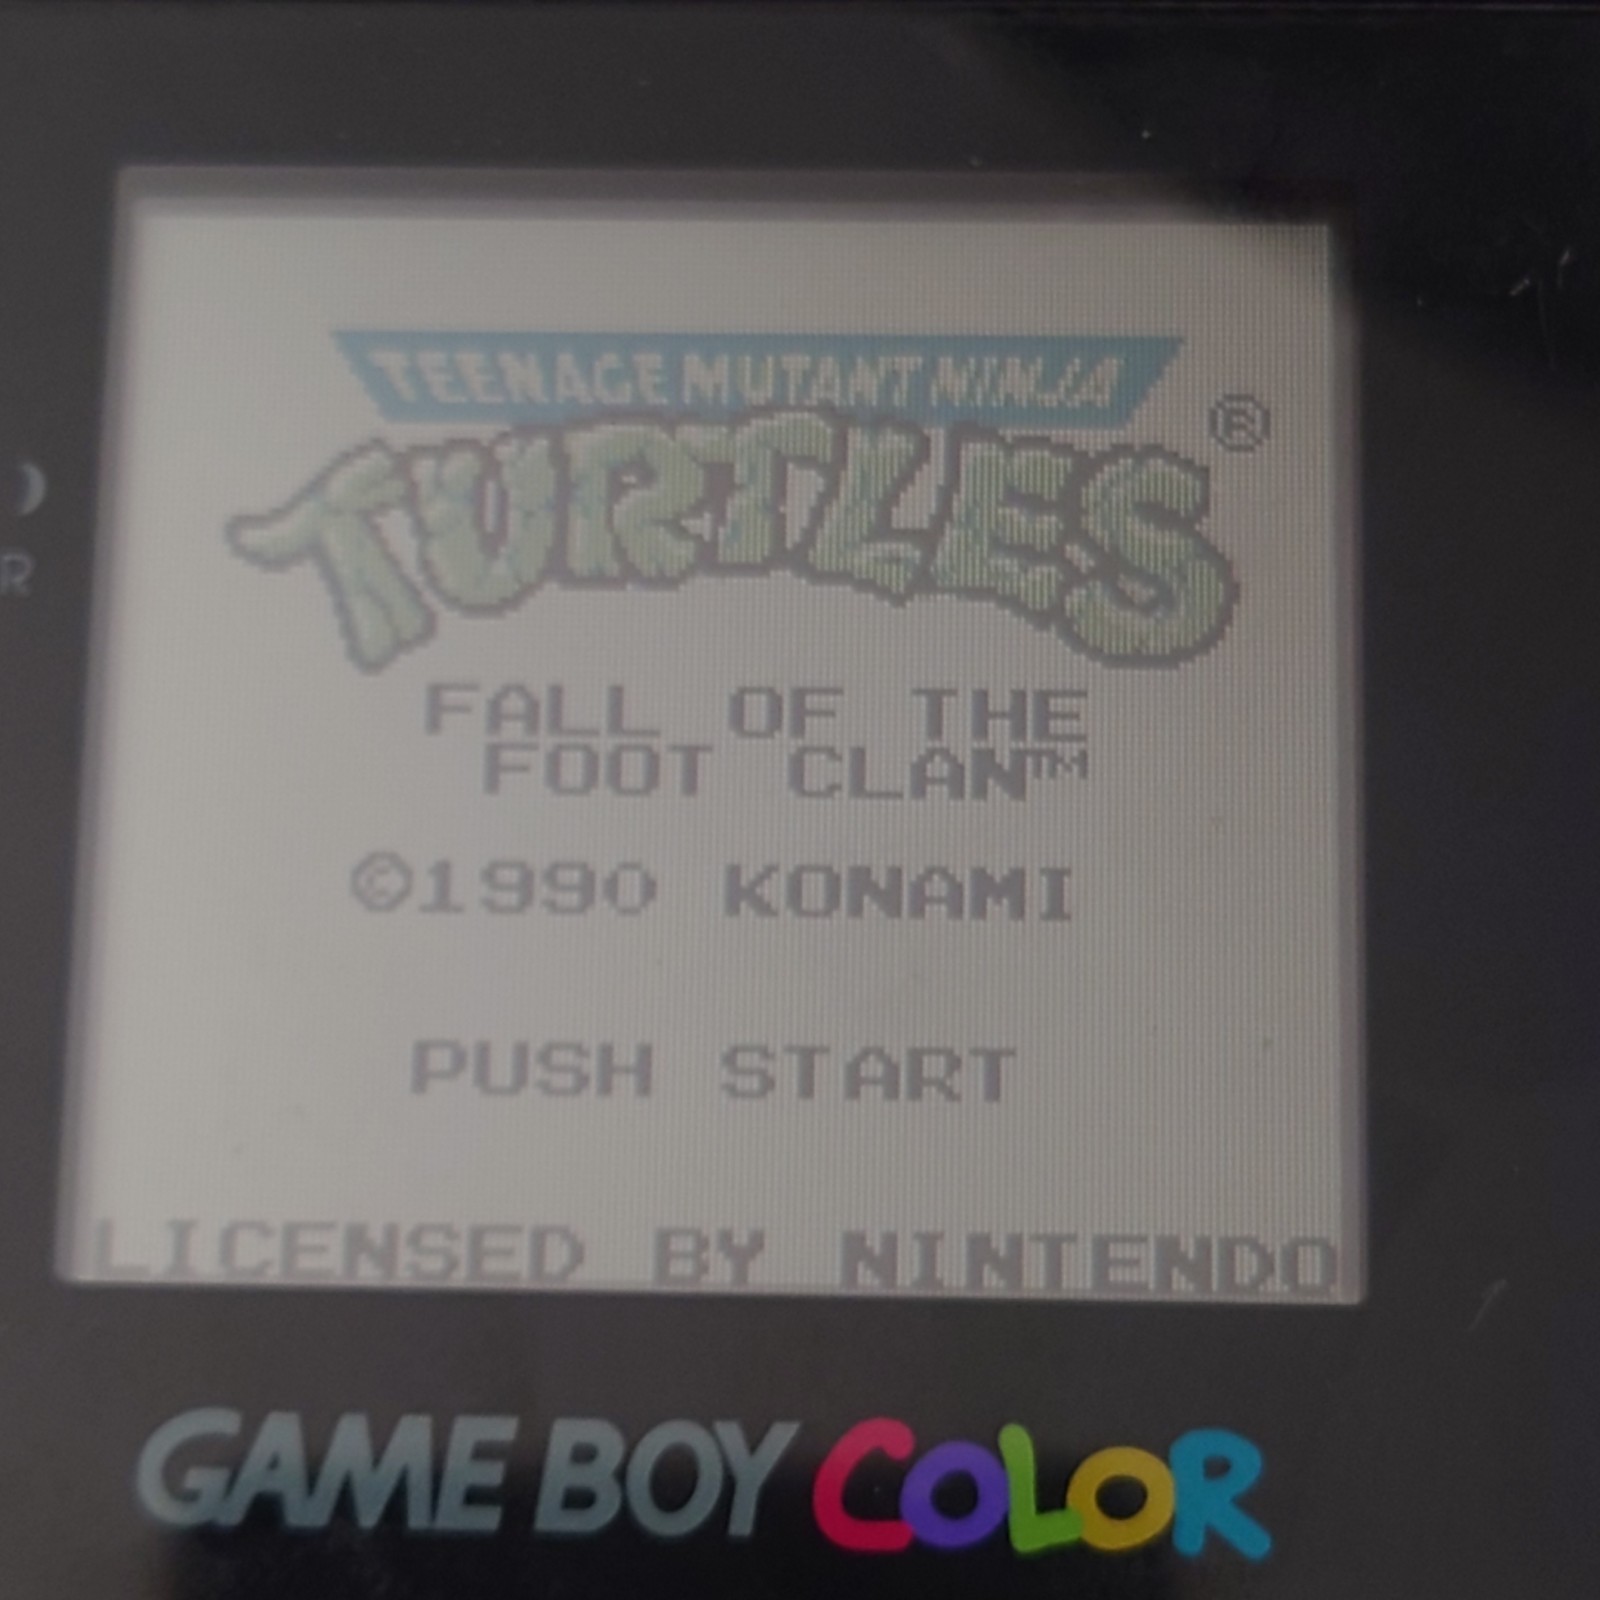 TEENAGE MUTANT NINJA
TURTLES®
FALL OF THE
FOOT CLAN™
©1990 KONAMI
PUSH START
LICENSED BY NINTENDO
GAME BOY COLOR